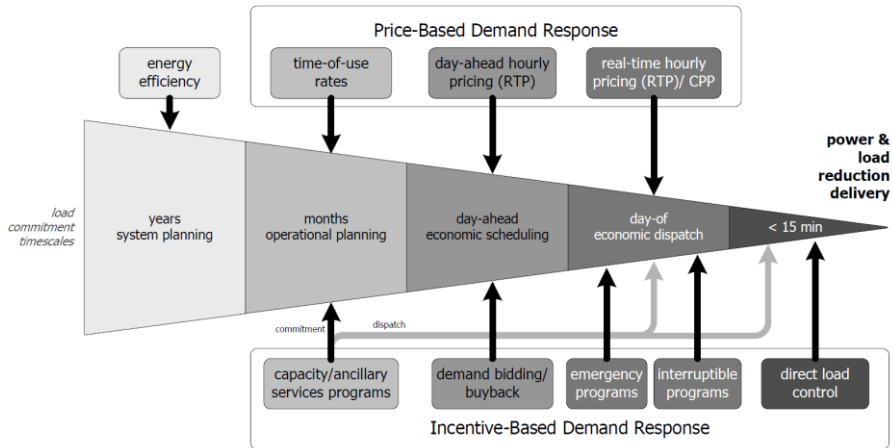 Price-Based Demand Response
energy
efficiency
time-of-use
rates
day-ahead hourly
pricing (RTP)
real-time hourly
pricing (RTP)/ CPP
power &
load
reduction
delivery
load
commitment
timescales
years
system planning
months
operational planning
day-ahead
economic scheduling
day-of
economic dispatch
< 15 min
commitment
dispatch
capacity/ancillary
services programs
demand bidding/
buyback
emergency
programs
interruptible
programs
direct load
control
Incentive-Based Demand Response